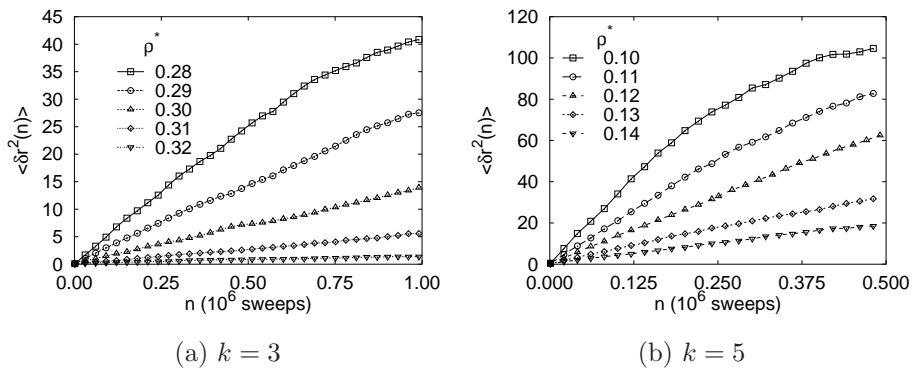 45
40
35
30
25
20
15
10
5
0
<δr²(n)>
ρ*
0.28
0.29
0.30
0.31
0.32
0.00 0.25 0.50 0.75 1.00
n (10⁶ sweeps)
(a) k = 3
120
100
80
60
40
20
0
<δr²(n)>
ρ*
0.10
0.11
0.12
0.13
0.14
0.000 0.125 0.250 0.375 0.500
n (10⁶ sweeps)
(b) k = 5